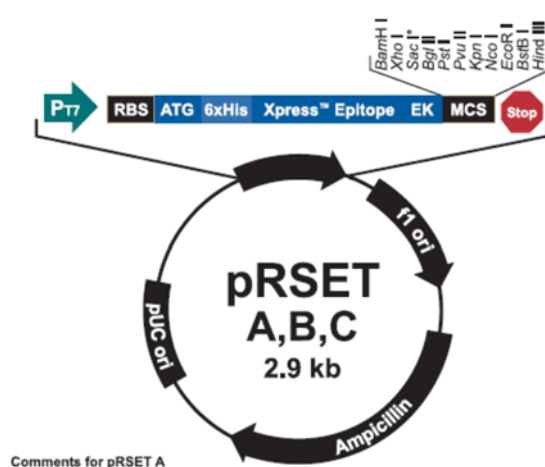 BamH I
Xho I
Sac I*
Bgl II
Pst I
Pvu II
Kpn I
Nco I
EcoR I
BstB I
Hind III
PT7
RBS ATG 6xHis Xpress™ Epitope EK MCS Stop
f1 ori
pRSET
A,B,C
2.9 kb
pUC ori
Ampicillin
Comments for pRSET A